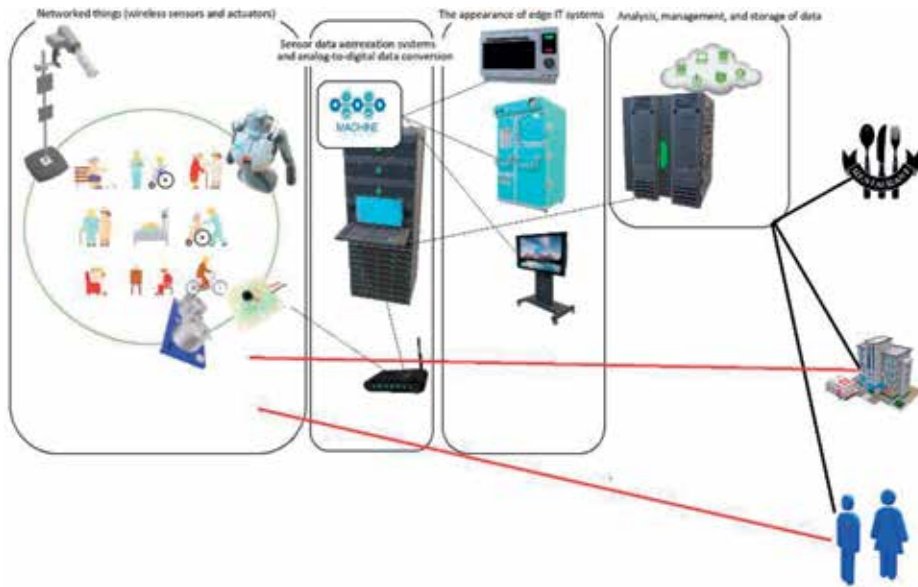 Networked things (wireless sensors and actuators)
Sensor data aggregation systems
and analog-to-digital data conversion
The appearance of edge IT systems
Analysis, management, and storage of data
MACHINE